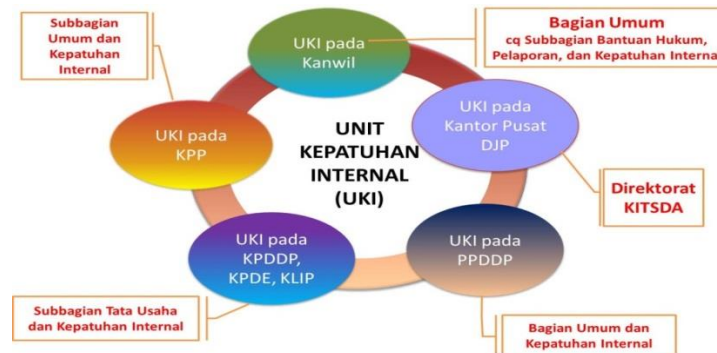 Subbagian
Umum dan
Kepatuhan
Internal
UKI pada
Kanwil
Bagian Umum
cq Subbagian Bantuan Hukum,
Pelaporan, dan Kepatuhan Interna
UKI pada
KPP
UNIT
KEPATUHAN
INTERNAL
(UKI)
UKI pada
Kantor Pusat
DJP
Direktorat
KITSDA
UKI pada
KPDDP,
KPDE, KLIP
UKI pada
PPDDP
Subbagian Tata Usaha
dan Kepatuhan Internal
Bagian Umum dan
Kepatuhan Internal